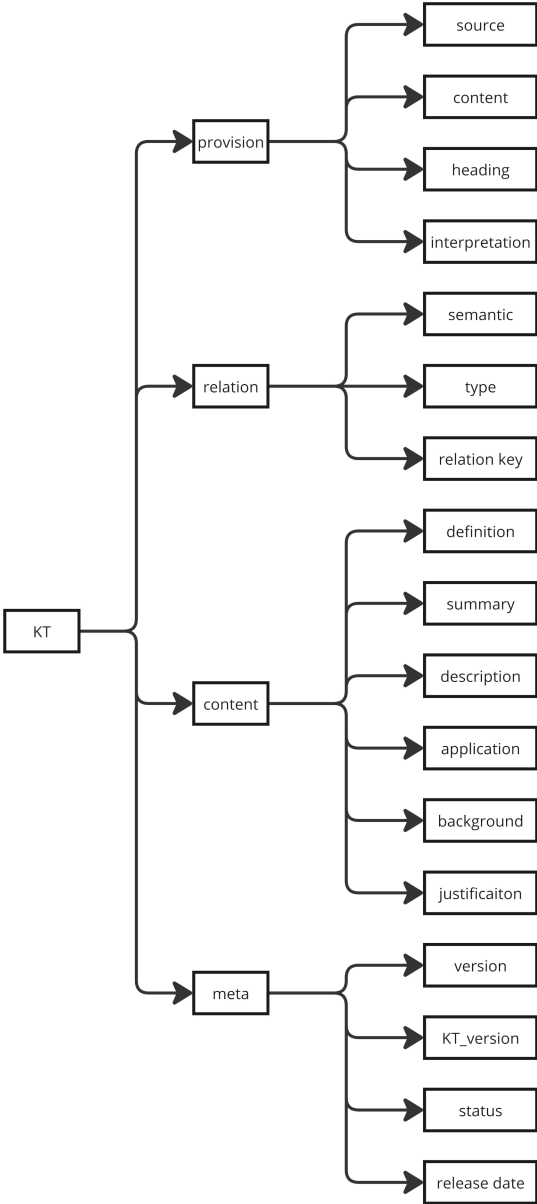 KT
provision
source
content
heading
interpretation
relation
semantic
type
relation key
content
definition
summary
description
application
background
justificaiton
meta
version
KT_version
status
release date